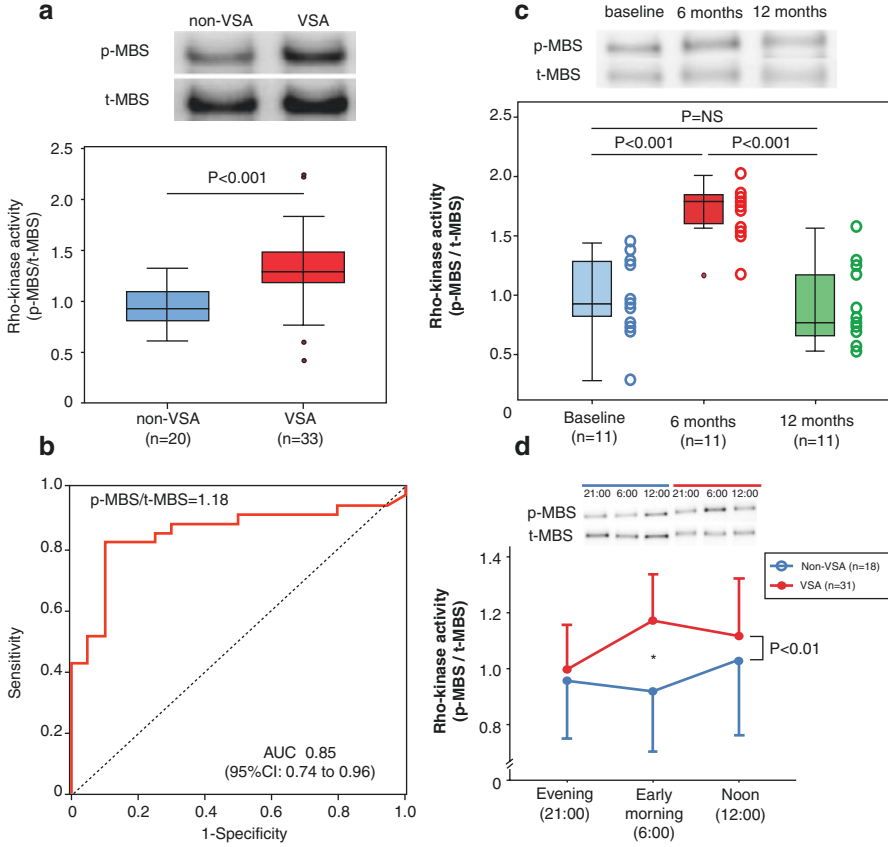 a
non-VSA VSA
p-MBS
t-MBS
2.5
2.0
1.5
1.0
0.5
0
Rho-kinase activity
(p-MBS/t-MBS)
P<0.001
non-VSA
(n=20)
VSA
(n=33)
b
1.0
0.8
0.6
0.4
0.2
0
Sensitivity
p-MBS/t-MBS=1.18
AUC 0.85
(95%CI: 0.74 to 0.96)
0 0.2 0.4 0.6 0.8 1.0
1-Specificity
c
baseline 6 months 12 months
p-MBS
t-MBS
2.5
2.0
1.5
1.0
0.5
0
Rho-kinase activity
(p-MBS / t-MBS)
P=NS
P<0.001 P<0.001
Baseline
(n=11)
6 months
(n=11)
12 months
(n=11)
d
21:00 6:00 12:00 21:00 6:00 12:00
p-MBS
t-MBS
1.4
1.2
1.0
0.8
0
Rho-kinase activity
(p-MBS / t-MBS)
Non-VSA (n=18)
VSA (n=31)
*
P<0.01
Evening
(21:00)
Early
morning
(6:00)
Noon
(12:00)